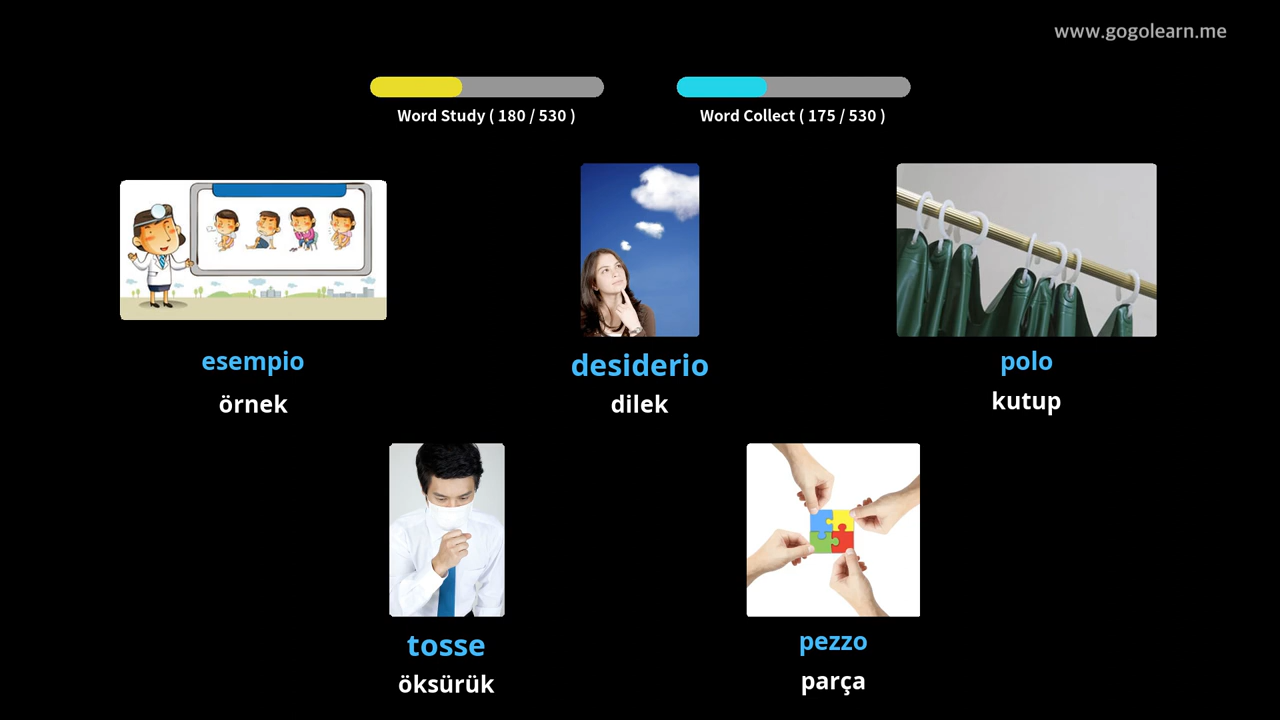 www.gogolearn.me
Word Study ( 180 / 530 )
Word Collect ( 175 / 530 )
esempio
örnek
desiderio
dilek
polo
kutup
tosse
öksürük
pezzo
parça